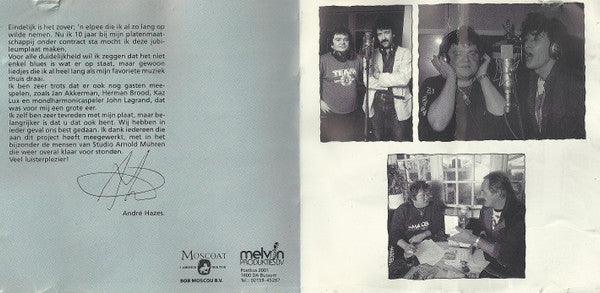 Eindelijk is het zover; 'n elpee die ik al zo lang op
wilde nemen. Nu ik 10 jaar bij mijn platenmaat-
schappij onder contract sta mocht ik deze jubi-
leumplaat maken.
Voor alle duidelijkheid wil ik zeggen dat het niet
enkel blues is wat er op staat, maar gewoon
liedjes die ik al heel lang als mijn favoriete muziek
thuis draai.
Ik ben zeer trots dat er ook nog gasten mee-
spelen, zoals Jan Akkerman, Herman Brood, Kaz
Lux en mondharmonicaspeler John Lagrand, dat
was voor mij een grote eer.
Ik zelf ben zeer tevreden met mijn plaat, maar be-
langrijker is dat u dat ook bent. Wij hebben in
ieder geval ons best gedaan. Ik dank iedereen die
aan dit project heeft meegewerkt, met in het
bijzonder de mensen van Studio Arnold Mühren
die weer overal klaar voor stonden.
Veel luisterplezier!
André Hazes.
MOSCOAT
BOB MOSCOU B.V.
melvin
PRODUKTIES BV
Postbus 2001
1400 DA Bussum
Tel.: 02159-45287
TEAM